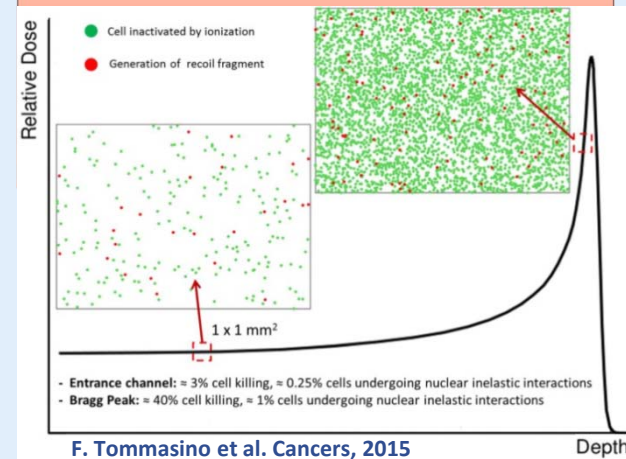 Relative Dose
Cell inactivated by ionization
Generation of recoil fragment
1 x 1 mm²
- Entrance channel: ≈ 3% cell killing, ≈ 0.25% cells undergoing nuclear inelastic interactions
- Bragg Peak: ≈ 40% cell killing, ≈ 1% cells undergoing nuclear inelastic interactions
F. Tommasino et al. Cancers, 2015
Depth